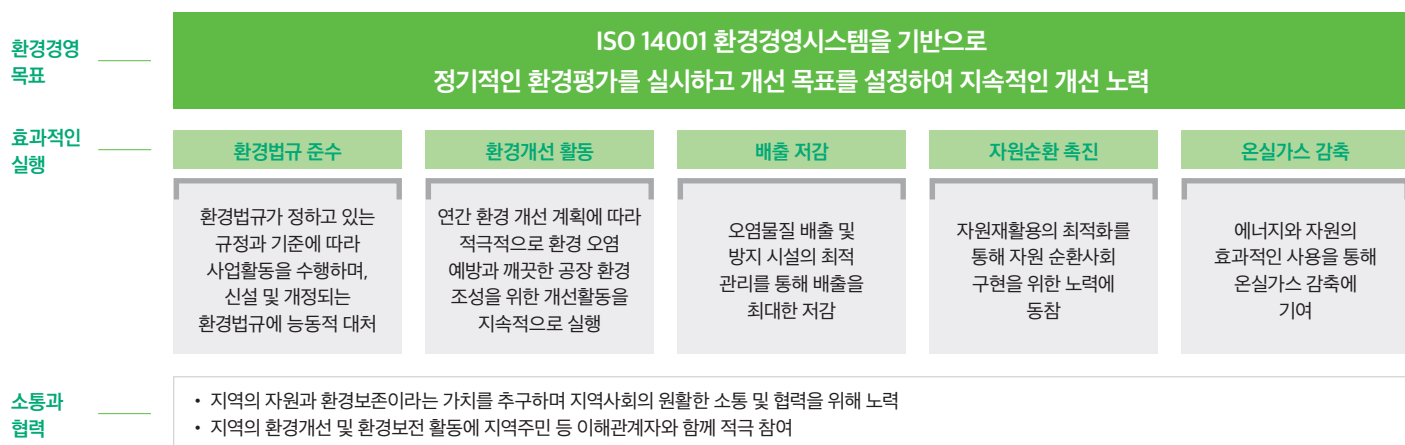 환경경영
목표
ISO 14001 환경경영시스템을 기반으로
정기적인 환경평가를 실시하고 개선 목표를 설정하여 지속적인 개선 노력
효과적인
실행
환경법규 준수
환경법규가 정하고 있는
규정과 기준에 따라
사업활동을 수행하며,
신설 및 개정되는
환경법규에 능동적 대처
환경개선 활동
연간 환경 개선 계획에 따라
적극적으로 환경 오염
예방과 깨끗한 공장 환경
조성을 위한 개선활동을
지속적으로 실행
배출 저감
오염물질 배출 및
방지 시설의 최적
관리를 통해 배출을
최대한 저감
자원순환 촉진
자원재활용의 최적화를
통해 자원 순환사회
구현을 위한 노력에
동참
온실가스 감축
에너지와 자원의
효과적인 사용을 통해
온실가스 감축에
기여
소통과
협력
• 지역의 자원과 환경보존이라는 가치를 추구하며 지역사회의 원활한 소통 및 협력을 위해 노력
• 지역의 환경개선 및 환경보전 활동에 지역주민 등 이해관계자와 함께 적극 참여